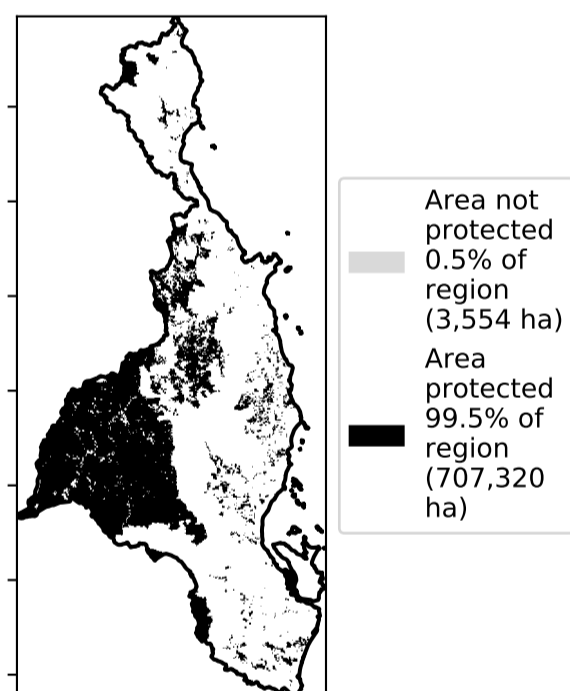 Area not
protected
0.5% of
region
(3,554 ha)
Area
protected
99.5% of
region
(707,320
ha)